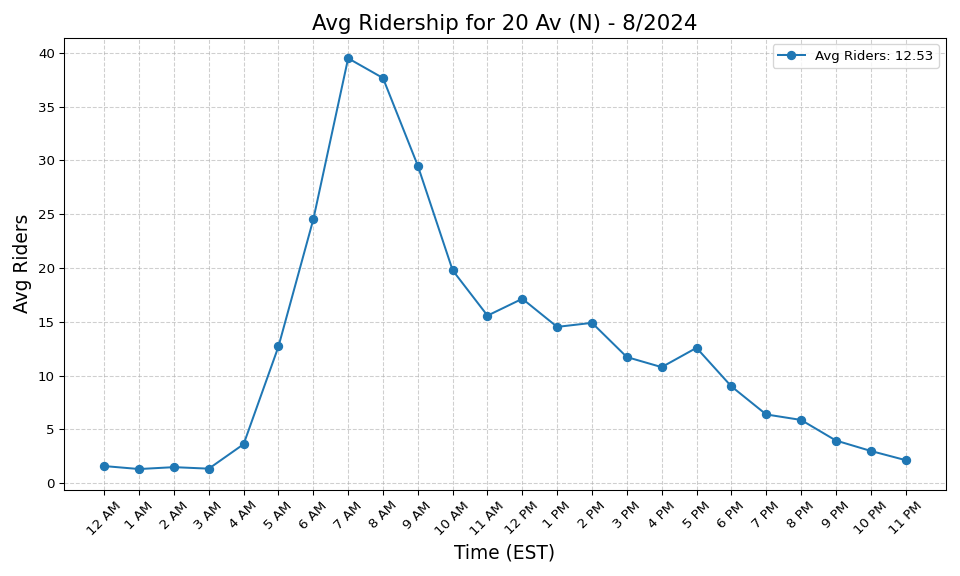 Avg Ridership for 20 Av (N) - 8/2024
Avg Riders: 12.53
Avg Riders
40
35
30
25
20
15
10
5
0
12 AM
1 AM
2 AM
3 AM
4 AM
5 AM
6 AM
7 AM
8 AM
9 AM
10 AM
11 AM
12 PM
1 PM
2 PM
3 PM
4 PM
5 PM
6 PM
7 PM
8 PM
9 PM
10 PM
11 PM
Time (EST)